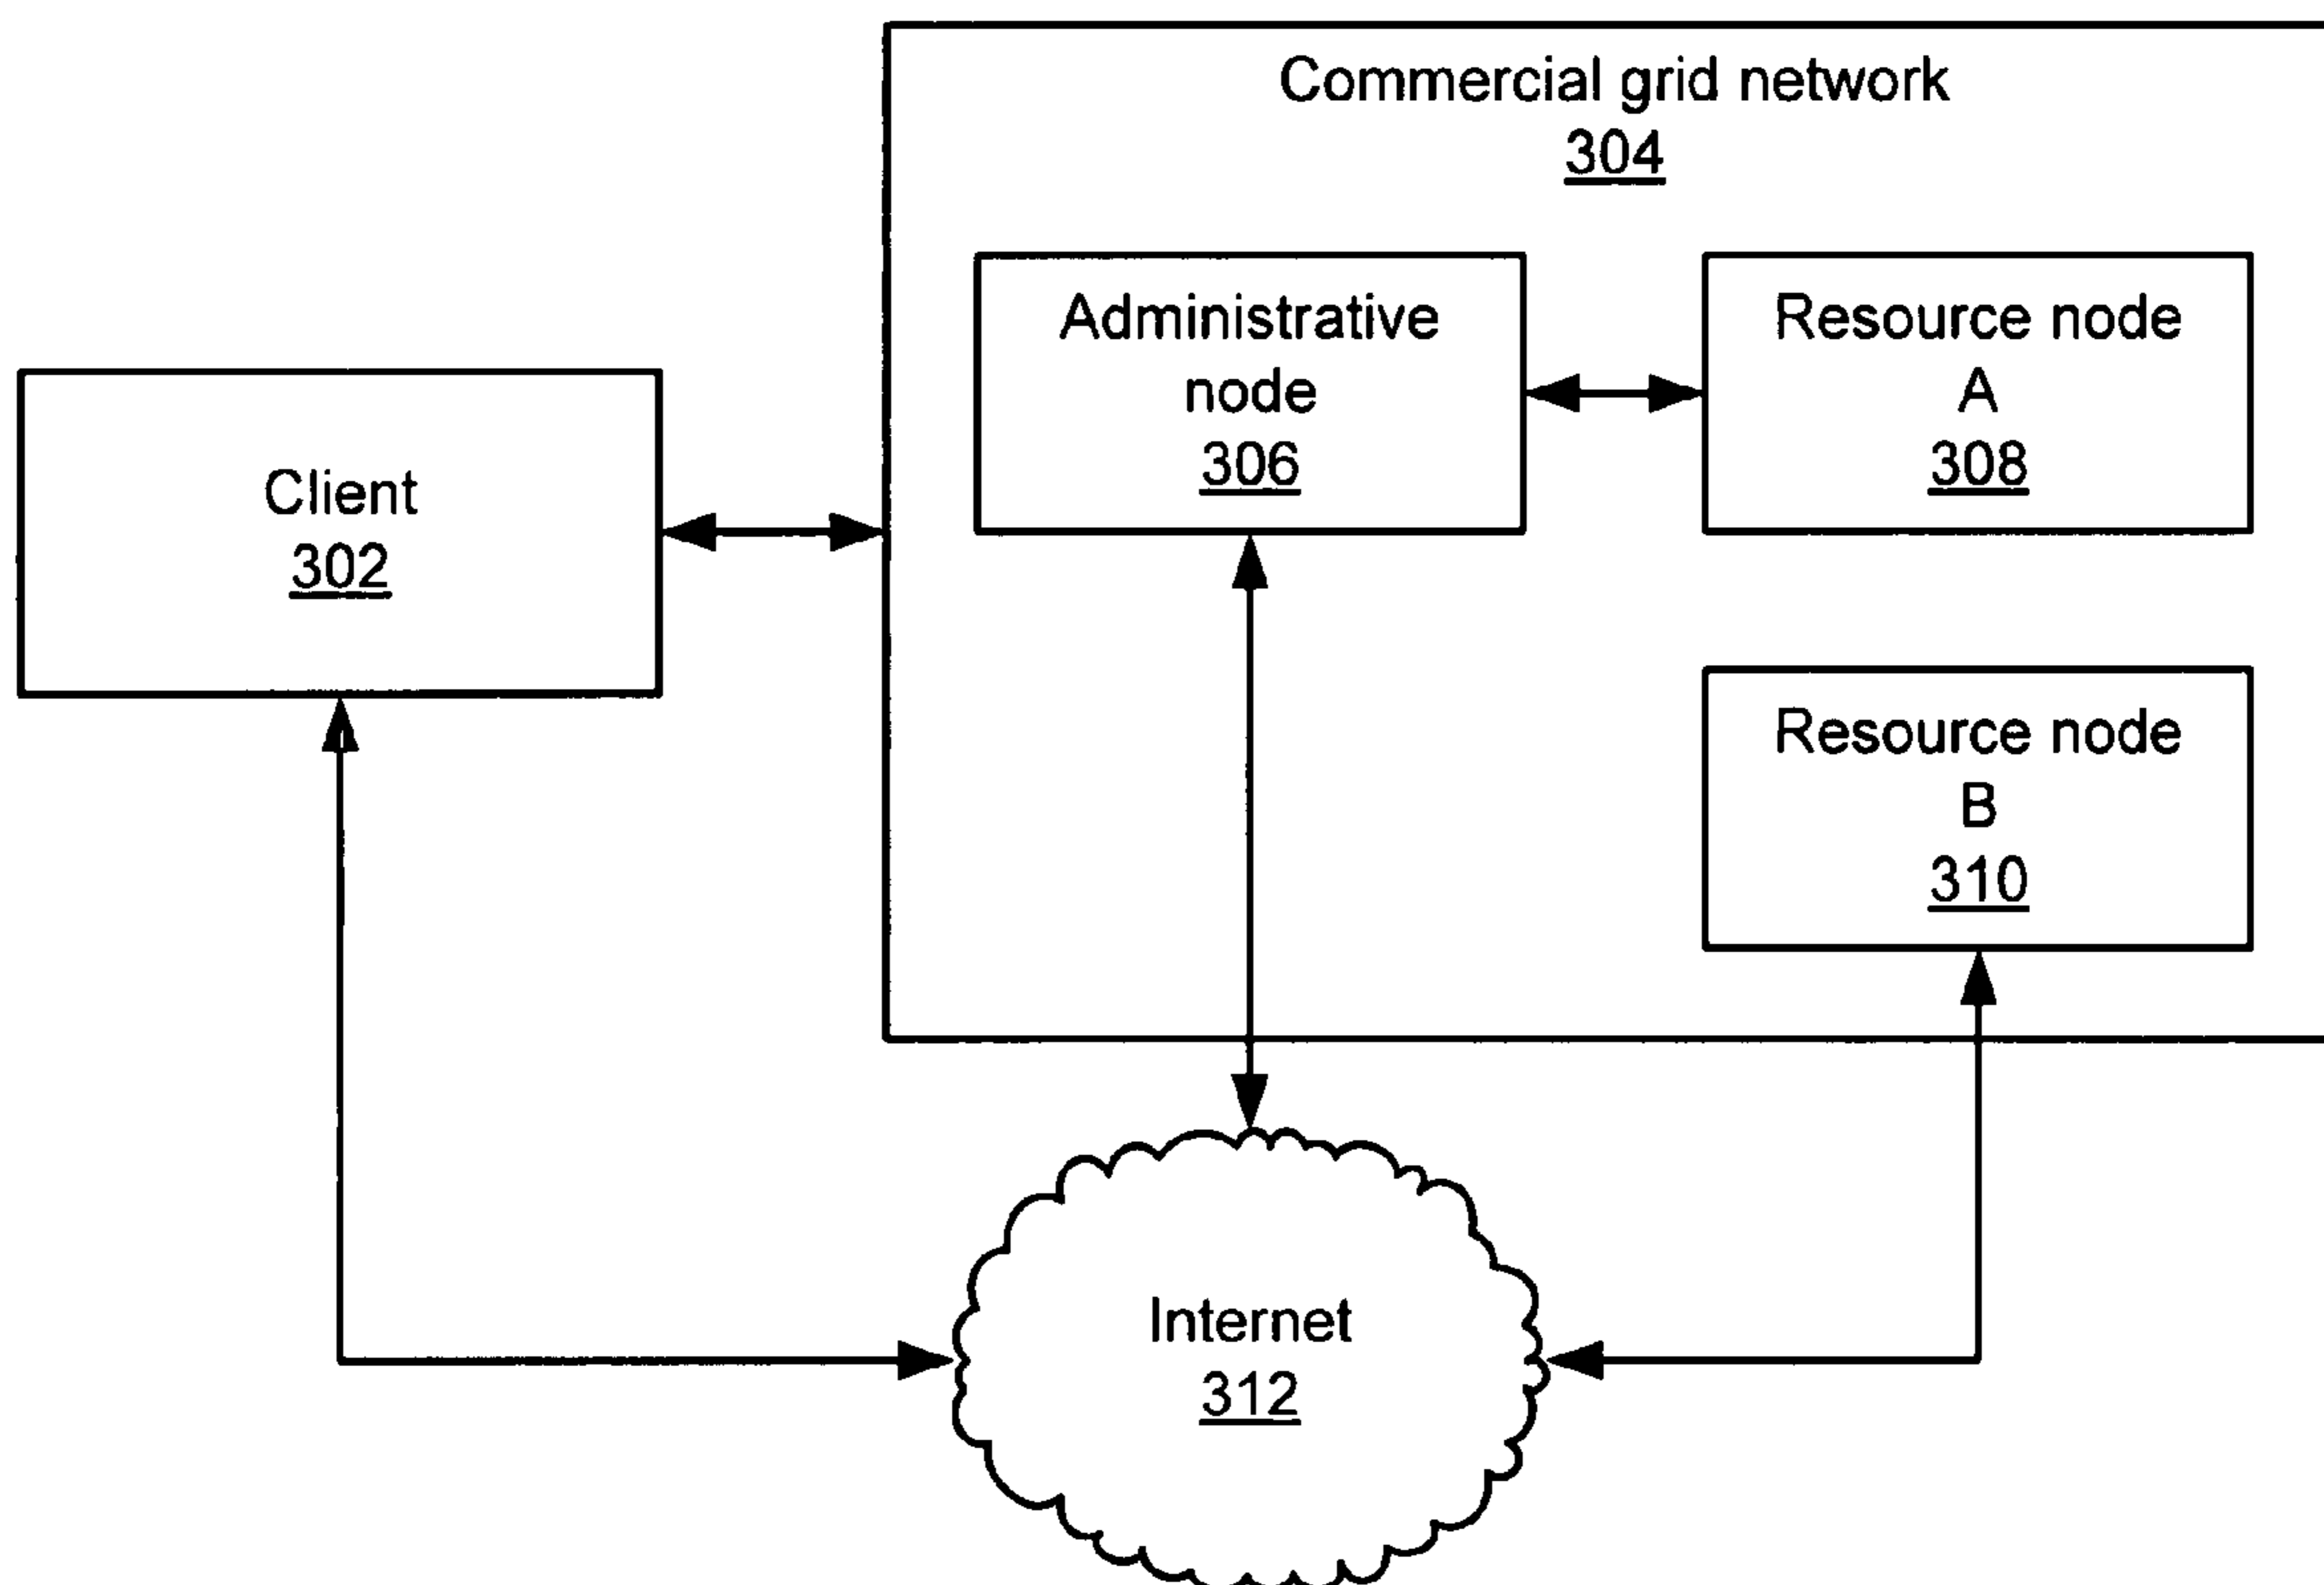 Commercial grid network
304
Administrative
node
306
Resource node
A
308
Client
302
Resource node
B
310
Internet
312